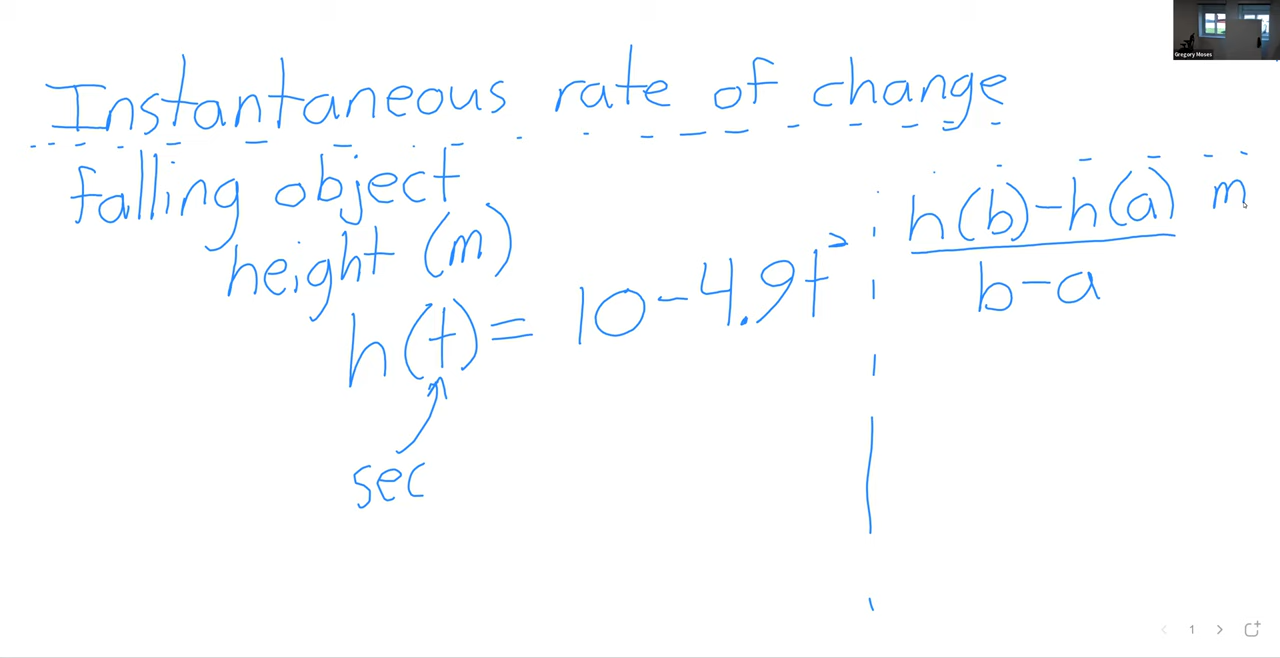 Instantaneous rate of change
falling object
height (m)
h(t) = 10 - 4.9t²
sec
h(b) - h(a) m
b - a
Gregory Moses
1